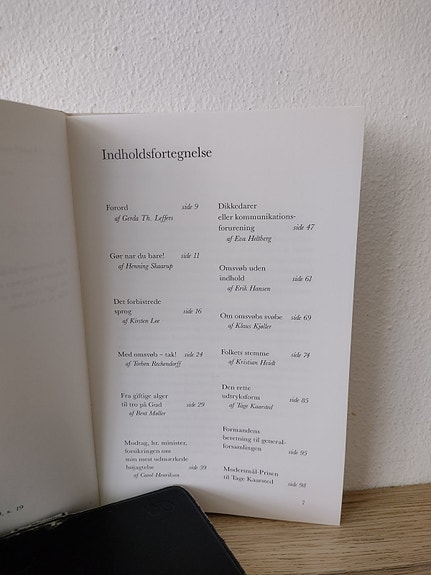 Indholdsfortegnelse
Forord side 9
af Gerda Th. Leffers
Gør nar du bare! side 11
af Henning Skaarup
Det forbistrede
sprog side 16
af Kirsten Lee
Med omsvøb – tak! side 24
af Torben Rechendorff
Fra giftige alger
til tro på Gud side 29
af Bent Møller
Modtag, hr. minister,
forsikringen om
min mest udmærkede
højagtelse side 39
af Carol Henriksen
Dikkedarer
eller kommunikations-
forurening side 47
af Eva Heltberg
Omsvøb uden
indhold side 61
af Erik Hansen
Om omsvøbs svøbe side 69
af Klaus Kjøller
Folkets stemme side 74
af Kristian Hvidt
Den rette
udtryksform side 85
af Tage Kaarsted
Formandens
beretning til general-
forsamlingen side 95
Modersmål-Prisen
til Tage Kaarsted side 98
7
s. 19